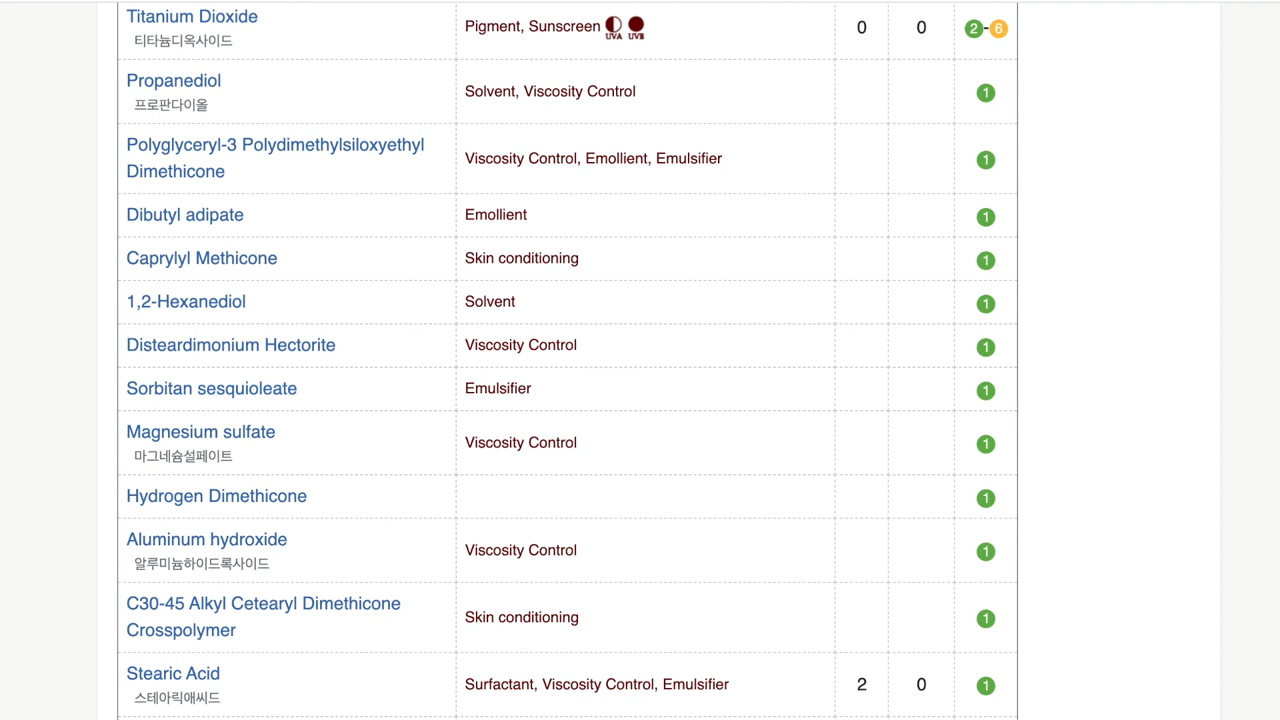 Titanium Dioxide
티타늄디옥사이드
Pigment, Sunscreen UVA UVB
0 0 2-6
Propanediol
프로판다이올
Solvent, Viscosity Control
1
Polyglyceryl-3 Polydimethylsiloxyethyl
Dimethicone
Viscosity Control, Emollient, Emulsifier
1
Dibutyl adipate
Emollient
1
Caprylyl Methicone
Skin conditioning
1
1,2-Hexanediol
Solvent
1
Disteardimonium Hectorite
Viscosity Control
1
Sorbitan sesquioleate
Emulsifier
1
Magnesium sulfate
마그네슘설페이트
Viscosity Control
1
Hydrogen Dimethicone
1
Aluminum hydroxide
알루미늄하이드록사이드
Viscosity Control
1
C30-45 Alkyl Cetearyl Dimethicone
Crosspolymer
Skin conditioning
1
Stearic Acid
스테아릭애씨드
Surfactant, Viscosity Control, Emulsifier
2 0 1